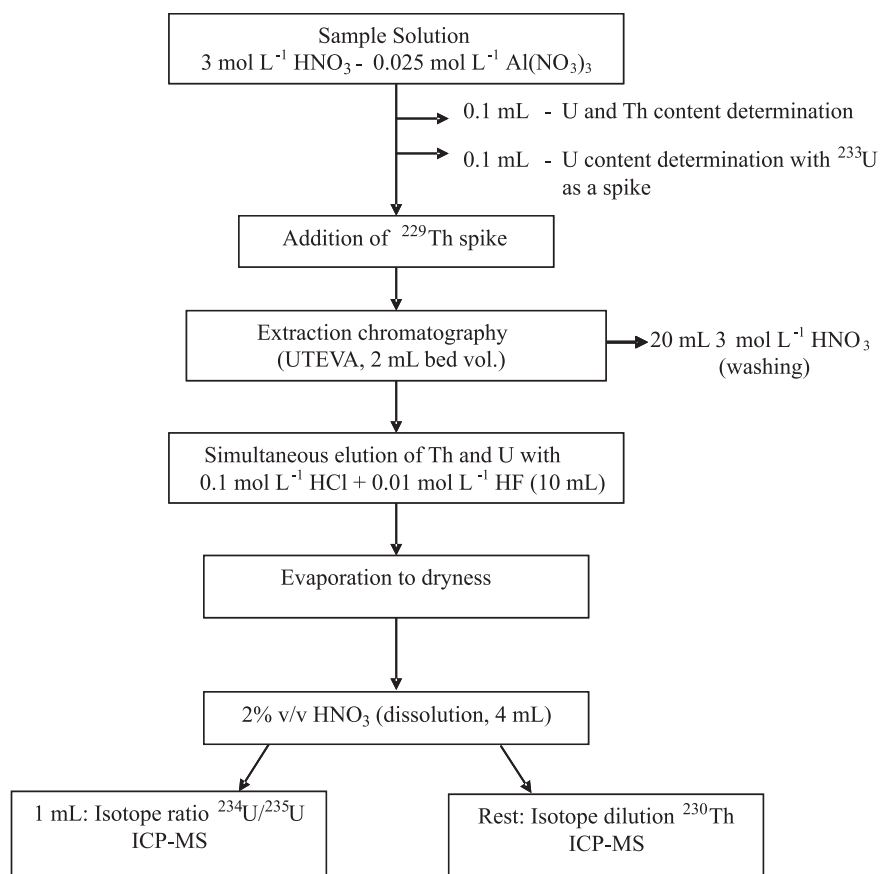 Sample Solution
3 mol L⁻¹ HNO₃ - 0.025 mol L⁻¹ Al(NO₃)₃
0.1 mL - U and Th content determination
0.1 mL - U content determination with ²³³U
as a spike
Addition of ²²⁹Th spike
Extraction chromatography
(UTEVA, 2 mL bed vol.)
20 mL 3 mol L⁻¹ HNO₃
(washing)
Simultaneous elution of Th and U with
0.1 mol L⁻¹ HCl + 0.01 mol L⁻¹ HF (10 mL)
Evaporation to dryness
2% v/v HNO₃ (dissolution, 4 mL)
1 mL: Isotope ratio ²³⁴U/²³⁵U
ICP-MS
Rest: Isotope dilution ²³⁰Th
ICP-MS